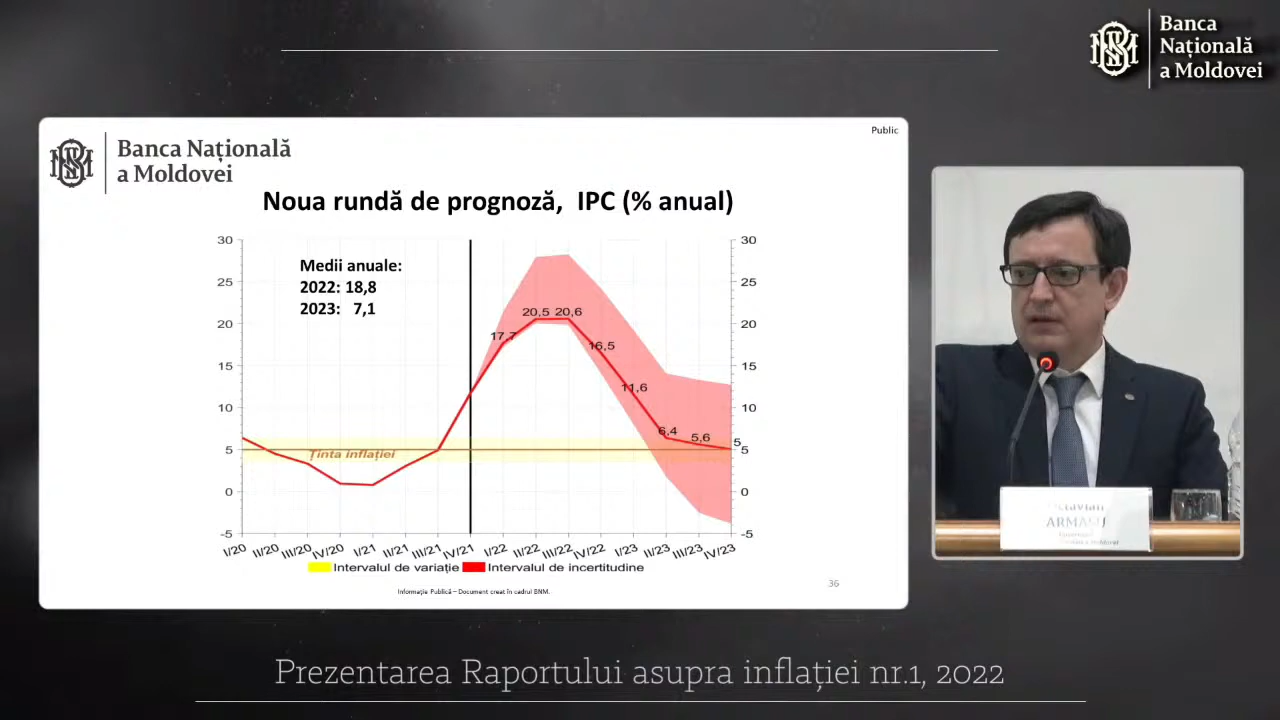 Banca
Națională
a Moldovei
Public
Banca Națională
a Moldovei
Noua rundă de prognoză, IPC (% anual)
Medii anuale:
2022: 18,8
2023: 7,1
30
25
20
15
10
5
0
-5
30
25
20
15
10
5
0
-5
17,7
20,5
20,6
16,5
11,6
6,4
5,6
5
Ținta inflației
I/20
II/20
III/20
IV/20
I/21
II/21
III/21
IV/21
I/22
II/22
III/22
IV/22
I/23
II/23
III/23
IV/23
Intervalul de variație
Intervalul de incertitudine
Informația Publică – Document creat în cadrul BNM.
36
Octavian
ARMAȘU
Prezentarea Raportului asupra inflației nr.1, 2022